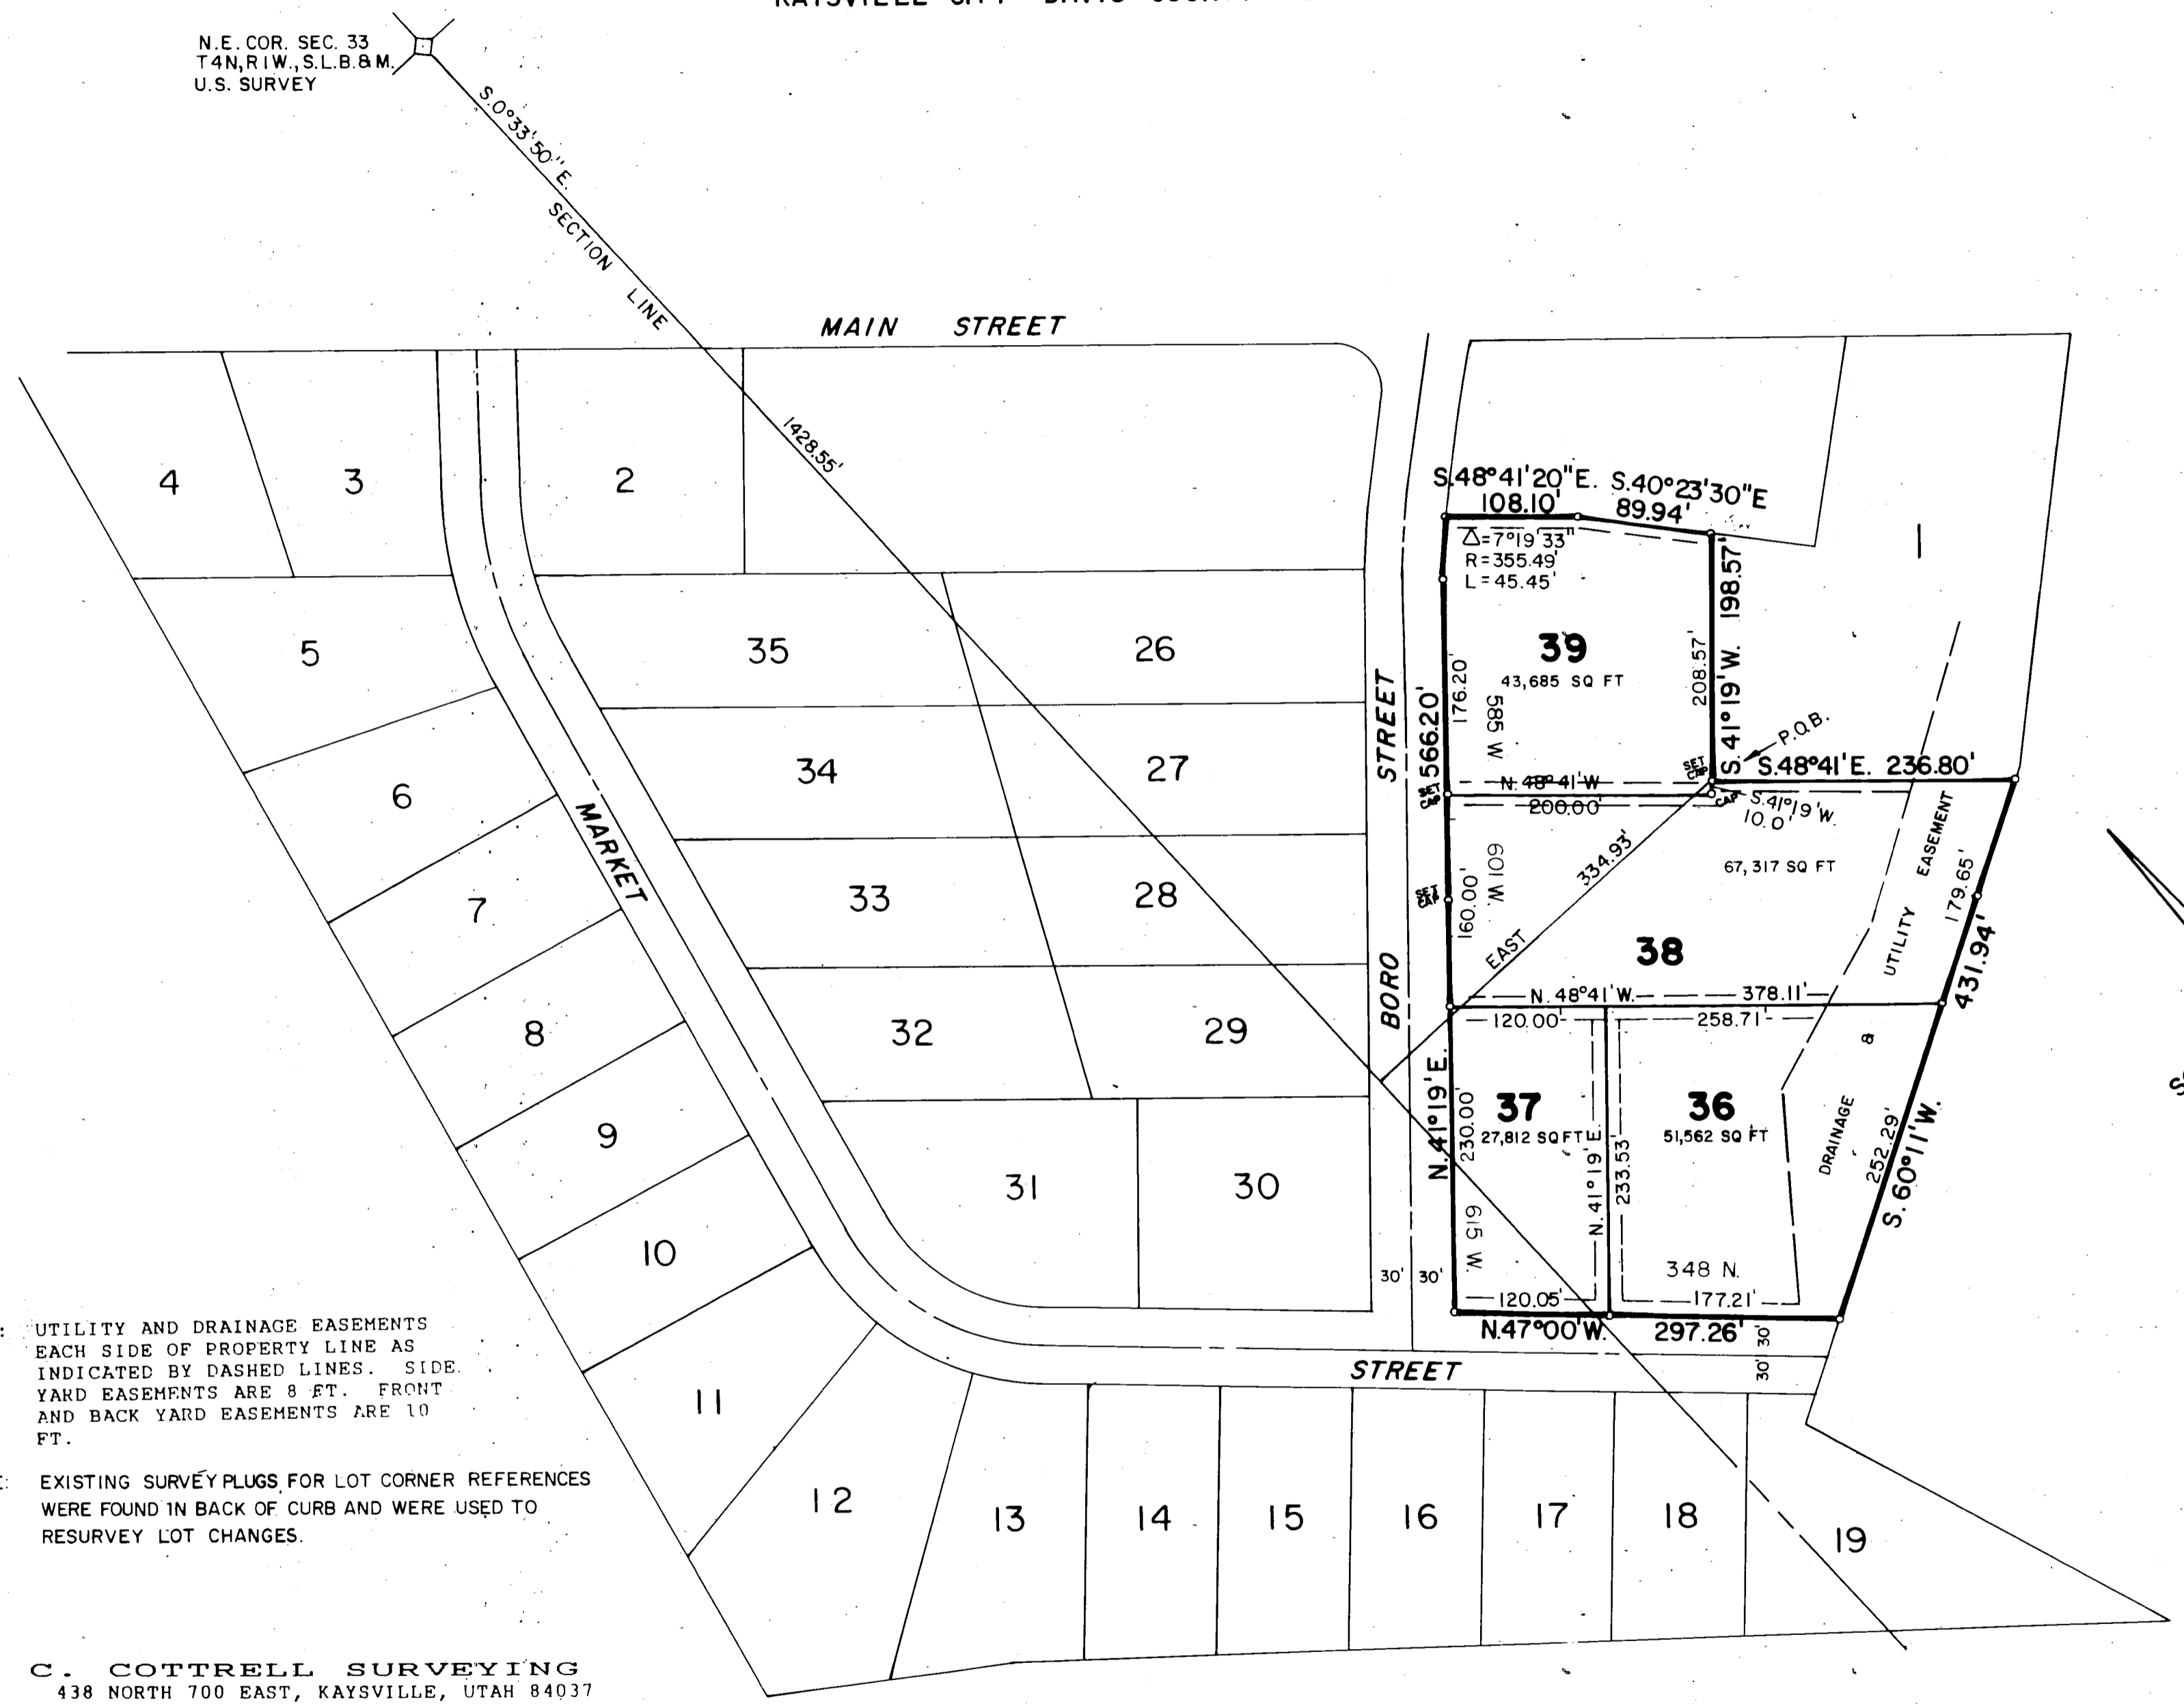 N.E. COR. SEC. 33
T4N,R1W.,S.L.B.&M.
U.S. SURVEY
S.0°33'50"E.
SECTION LINE
1428.55'
MAIN STREET
4
3
2
1
5
35
26
6
34
27
7
33
28
8
32
29
9
31
30
10
11
12
13
14
15
16
17
18
19
MARKET
STREET
BORO STREET
S.48°41'20"E.
108.10'
S.40°23'30"E
89.94'
Δ=7°19'33"
R=355.49'
L=45.45'
39
43,685 SQ FT
176.20'
585 W
208.57'
S. 41°19'W. 198.57'
566.20'
N.41°19'E.
P.O.B.
SET CAP
S.48°41'E. 236.80'
N.48°41'W
200.00'
SET CAP
CAP
S.41°19'W.
10.0'
334.93'
EAST
601 W.
160.00'
SET CAP
67,317 SQ FT
38
UTILITY EASEMENT
179.65'
431.94'
N.48°41'W. 378.11'
120.00'
258.71'
37
27,812 SQ FT
230.00'
615 W.
N.41°19'E.
233.53'
36
51,562 SQ FT
DRAINAGE &
252.29'
S. 60°11'W.
348 N.
30' 30'
120.05'
177.21'
N.47°00'W. 297.26'
30' 30'
: UTILITY AND DRAINAGE EASEMENTS
EACH SIDE OF PROPERTY LINE AS
INDICATED BY DASHED LINES. SIDE
YARD EASEMENTS ARE 8 FT. FRONT
AND BACK YARD EASEMENTS ARE 10
FT.
E: EXISTING SURVEY PLUGS FOR LOT CORNER REFERENCES
WERE FOUND IN BACK OF CURB AND WERE USED TO
RESURVEY LOT CHANGES.
C. COTTRELL SURVEYING
438 NORTH 700 EAST, KAYSVILLE, UTAH 84037